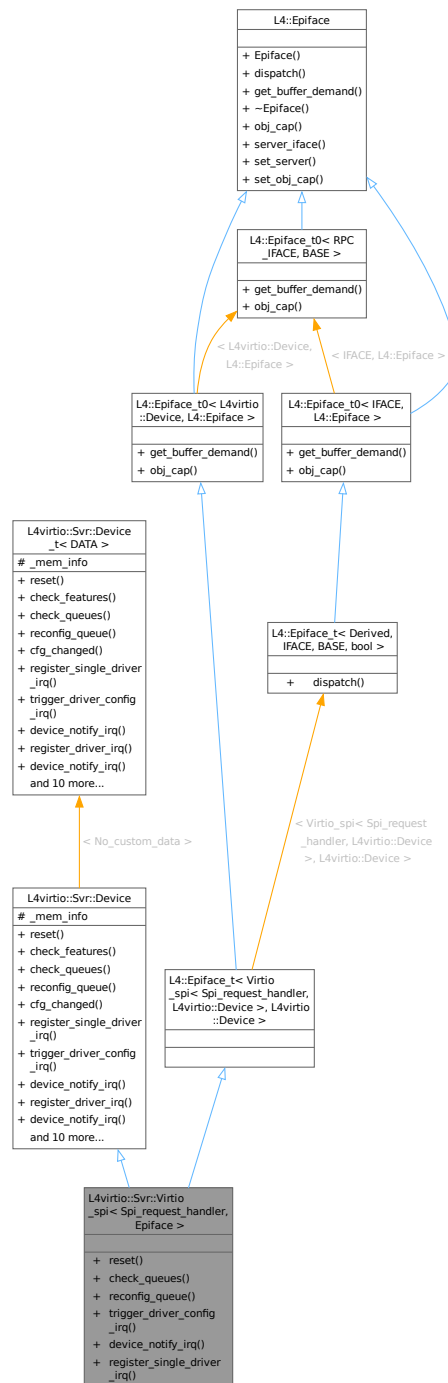 L4::Epiface
+ Epiface()
+ dispatch()
+ get_buffer_demand()
+ ~Epiface()
+ obj_cap()
+ server_iface()
+ set_server()
+ set_obj_cap()
L4::Epiface_t0< RPC
_IFACE, BASE >
+ get_buffer_demand()
+ obj_cap()
< L4virtio::Device,
L4::Epiface >
< IFACE, L4::Epiface >
L4::Epiface_t0< L4virtio
::Device, L4::Epiface >
+ get_buffer_demand()
+ obj_cap()
L4::Epiface_t0< IFACE,
L4::Epiface >
+ get_buffer_demand()
+ obj_cap()
L4virtio::Svr::Device
_t< DATA >
# _mem_info
+ reset()
+ check_features()
+ check_queues()
+ reconfig_queue()
+ cfg_changed()
+ register_single_driver
_irq()
+ trigger_driver_config
_irq()
+ device_notify_irq()
+ register_driver_irq()
+ device_notify_irq()
and 10 more...
L4::Epiface_t< Derived,
IFACE, BASE, bool >
+ dispatch()
< No_custom_data >
< Virtio_spi< Spi_request
_handler, L4virtio::Device
>, L4virtio::Device >
L4virtio::Svr::Device
# _mem_info
+ reset()
+ check_features()
+ check_queues()
+ reconfig_queue()
+ cfg_changed()
+ register_single_driver
_irq()
+ trigger_driver_config
_irq()
+ device_notify_irq()
+ register_driver_irq()
+ device_notify_irq()
and 10 more...
L4::Epiface_t< Virtio
_spi< Spi_request_handler,
L4virtio::Device >, L4virtio
::Device >
L4virtio::Svr::Virtio
_spi< Spi_request_handler,
Epiface >
+ reset()
+ check_queues()
+ reconfig_queue()
+ trigger_driver_config
_irq()
+ device_notify_irq()
+ register_single_driver
_irq()